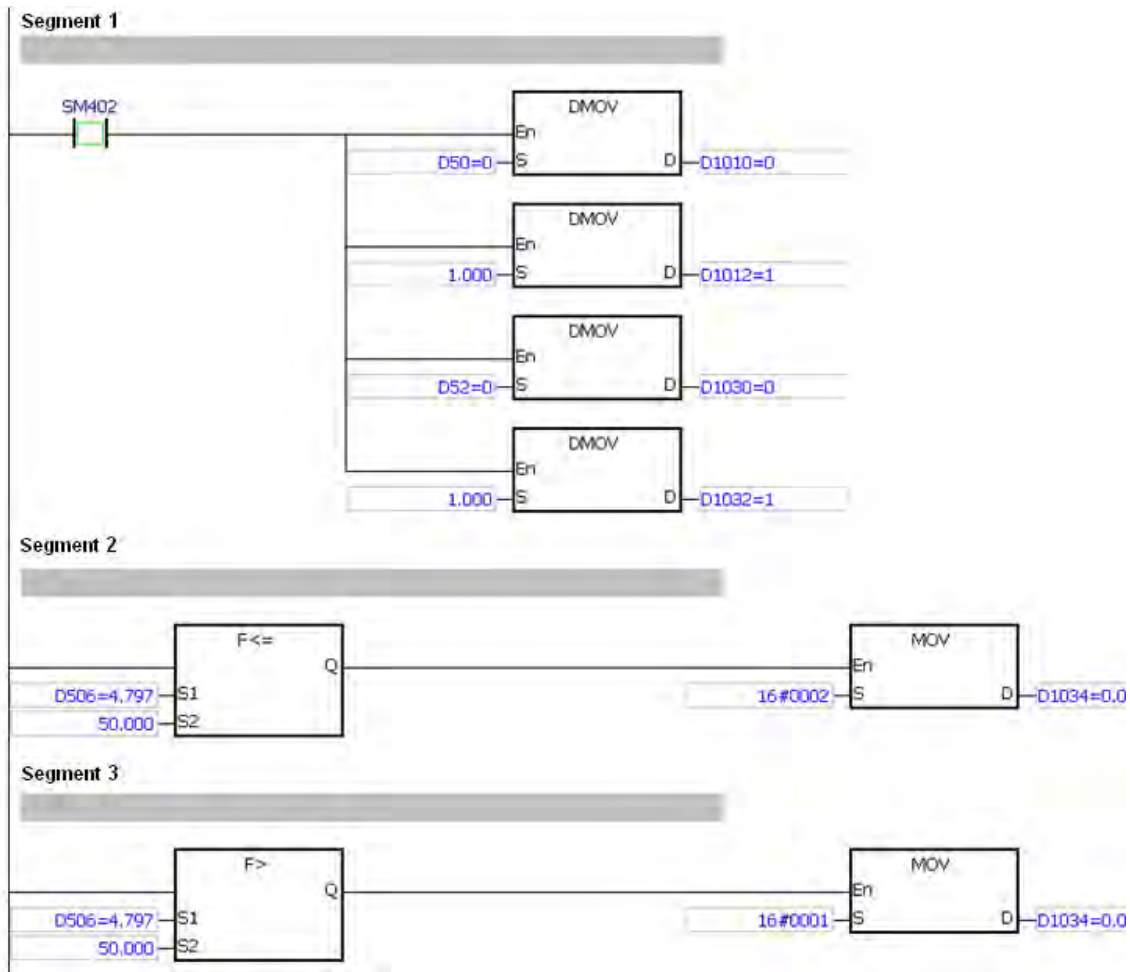 Segment 1
SM402
DMOV
En
D50=0 S D D1010=0
DMOV
En
1.000 S D D1012=1
DMOV
En
D52=0 S D D1030=0
DMOV
En
1.000 S D D1032=1
Segment 2
F<= MOV
Q En
D506=4.797 S1 16#0002 S D D1034=0.0
50.000 S2
Segment 3
F> MOV
Q En
D506=4.797 S1 16#0001 S D D1034=0.0
50.000 S2